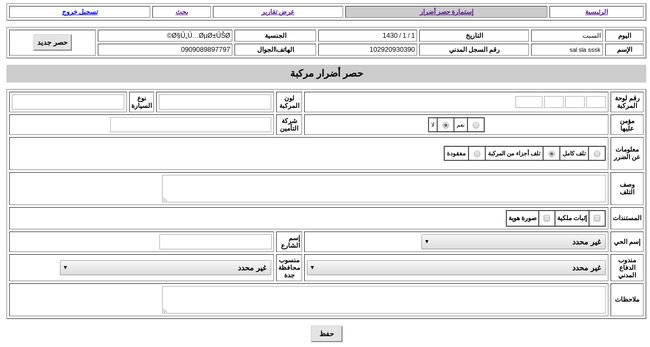 الرئيسية إستمارة حصر أضرار عرض تقارير بحث تسجيل خروج
اليوم السبت التاريخ 1 / 1 / 1430 الجنسية
الإسم sal sla sssk رقم السجل المدني 102920930390 الهاتف/الجوال 0909089897797
حصر جديد
حصر أضرار مركبة
رقم لوحة المركبة لون المركبة نوع السيارة
مؤمن عليها نعم لا شركة التأمين
معلومات عن الضرر تلف كامل تلف أجزاء من المركبة مفقودة
وصف التلف
المستندات إثبات ملكية صورة هوية
إسم الحي غير محدد إسم الشارع
مندوب الدفاع المدني غير محدد منسوب محافظة جدة غير محدد
ملاحظات
حفظ